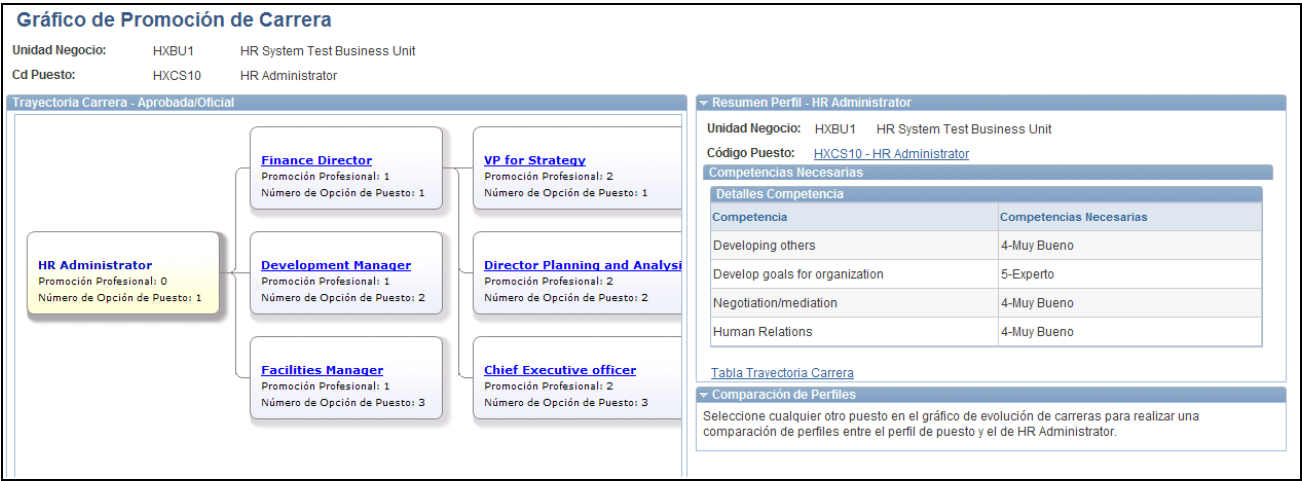 Gráfico de Promoción de Carrera
Unidad Negocio: HXBU1 HR System Test Business Unit
Cd Puesto: HXCS10 HR Administrator
Trayectoria Carrera - Aprobada/Oficial
HR Administrator
Promoción Profesional: 0
Número de Opción de Puesto: 1
Finance Director
Promoción Profesional: 1
Número de Opción de Puesto: 1
Development Manager
Promoción Profesional: 1
Número de Opción de Puesto: 2
Facilities Manager
Promoción Profesional: 1
Número de Opción de Puesto: 3
VP for Strategy
Promoción Profesional: 2
Número de Opción de Puesto: 1
Director Planning and Analysi
Promoción Profesional: 2
Número de Opción de Puesto: 2
Chief Executive officer
Promoción Profesional: 2
Número de Opción de Puesto: 3
Resumen Perfil - HR Administrator
Unidad Negocio: HXBU1 HR System Test Business Unit
Código Puesto: HXCS10 - HR Administrator
Competencias Necesarias
Detalles Competencia
Competencia Competencias Necesarias
Developing others 4-Muy Bueno
Develop goals for organization 5-Experto
Negotiation/mediation 4-Muy Bueno
Human Relations 4-Muy Bueno
Tabla Trayectoria Carrera
Comparación de Perfiles
Seleccione cualquier otro puesto en el gráfico de evolución de carreras para realizar una
comparación de perfiles entre el perfil de puesto y el de HR Administrator.